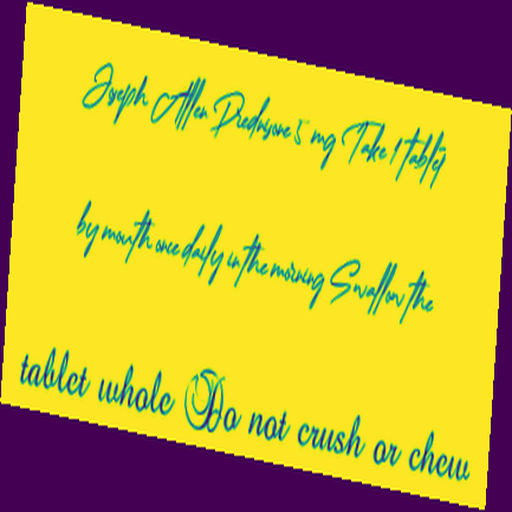 Joseph Allen Prednisone 5 mg Take 1 tablet
by mouth once daily in the morning Swallow the
tablet whole Do not crush or chew